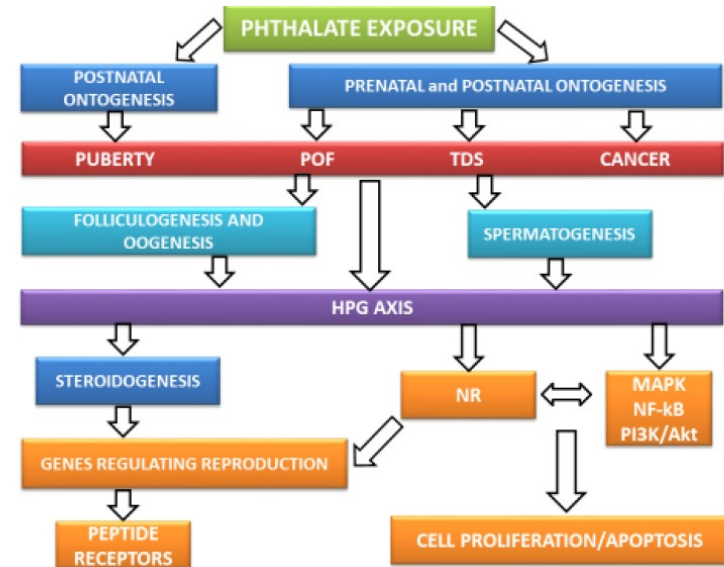 PHTHALATE EXPOSURE
POSTNATAL
ONTOGENESIS
PRENATAL and POSTNATAL ONTOGENESIS
PUBERTY POF TDS CANCER
FOLLICULOGENESIS AND
OOGENESIS
SPERMATOGENESIS
HPG AXIS
STEROIDOGENESIS
NR
MAPK
NF-kB
PI3K/Akt
GENES REGULATING REPRODUCTION
PEPTIDE
RECEPTORS
CELL PROLIFERATION/APOPTOSIS